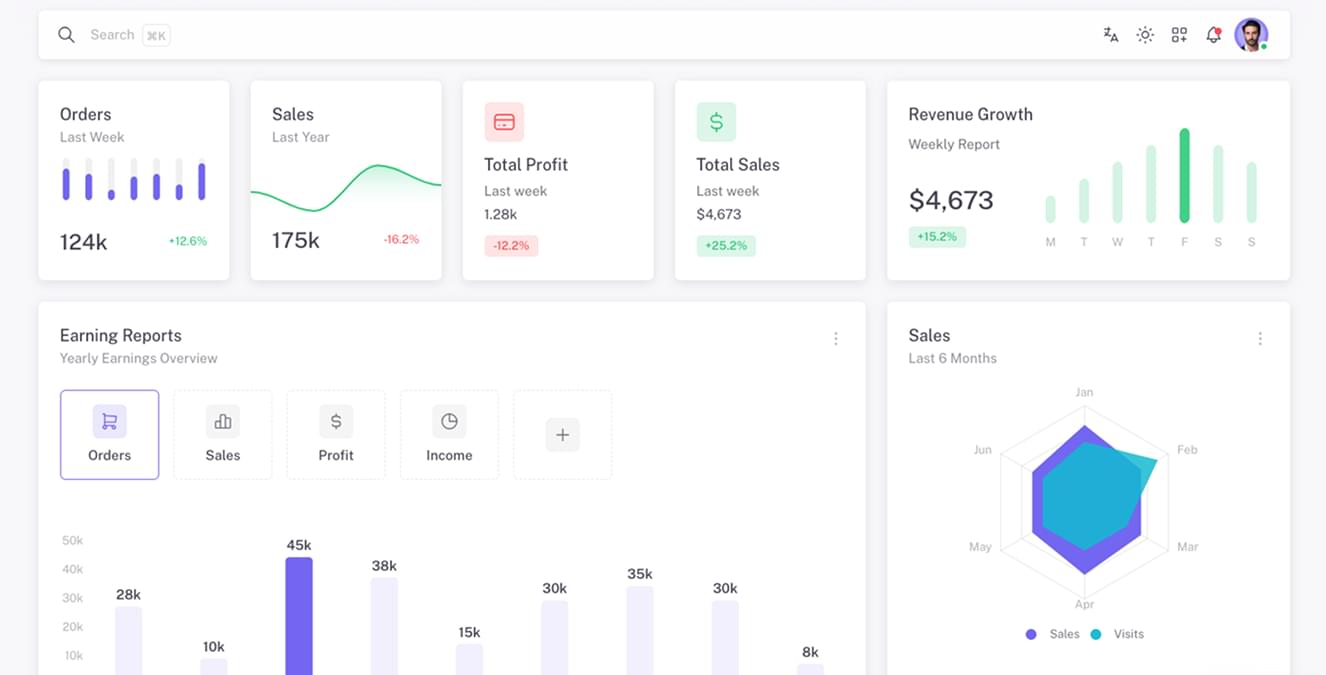 Search ⌘K
Orders
Last Week
124k +12.6%
Sales
Last Year
175k -16.2%
Total Profit
Last week
1.28k
-12.2%
Total Sales
Last week
$4,673
+25.2%
Revenue Growth
Weekly Report
$4,673
+15.2%
M T W T F S S
Earning Reports
Yearly Earnings Overview
Orders Sales Profit Income
50k
40k
30k
20k
10k
28k 10k 45k 38k 15k 30k 35k 30k 8k
Sales
Last 6 Months
Jan
Feb
Mar
Apr
May
Jun
Sales Visits